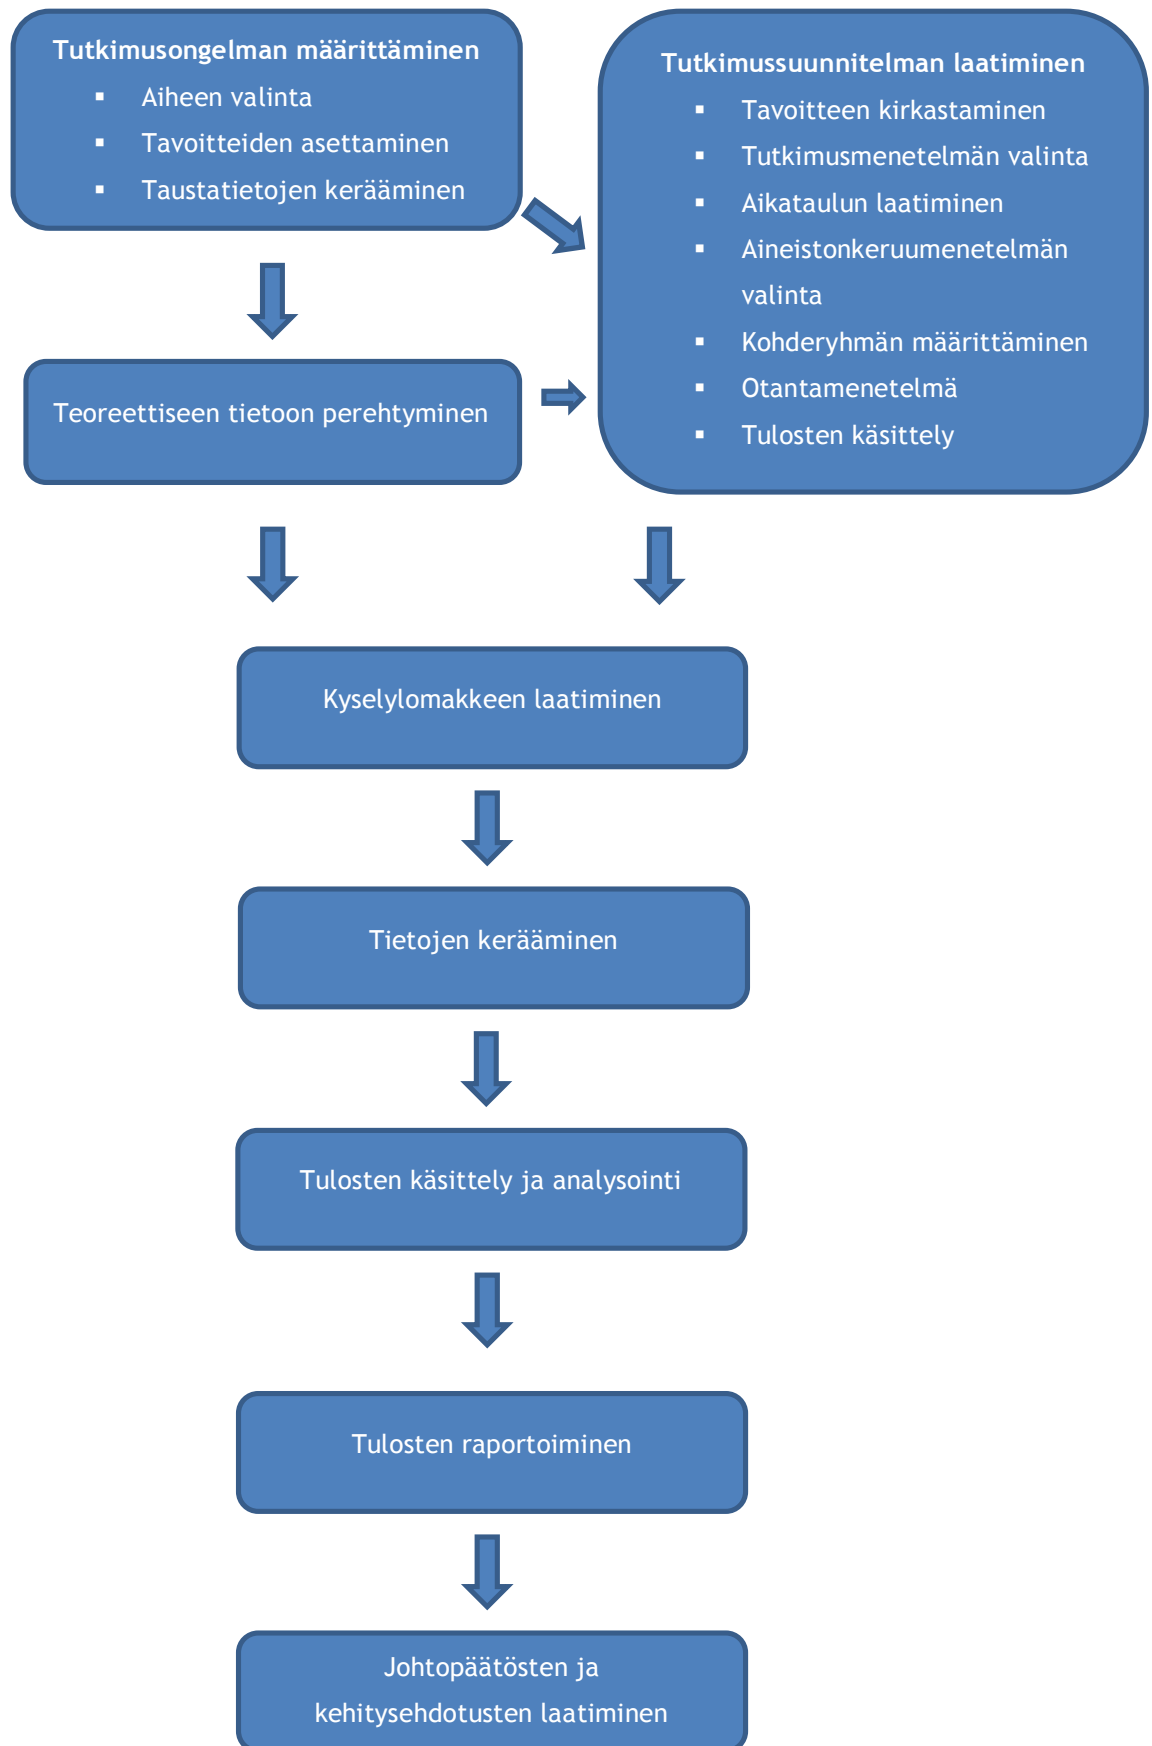 Tutkimusongelman määrittäminen
▪ Aiheen valinta
▪ Tavoitteiden asettaminen
▪ Taustatietojen kerääminen
Tutkimussuunnitelman laatiminen
▪ Tavoitteen kirkastaminen
▪ Tutkimusmenetelmän valinta
▪ Aikataulun laatiminen
▪ Aineistonkeruumenetelmän
valinta
▪ Kohderyhmän määrittäminen
▪ Otantamenetelmä
▪ Tulosten käsittely
Teoreettiseen tietoon perehtyminen
Kyselylomakkeen laatiminen
Tietojen kerääminen
Tulosten käsittely ja analysointi
Tulosten raportoiminen
Johtopäätösten ja
kehitysehdotusten laatiminen